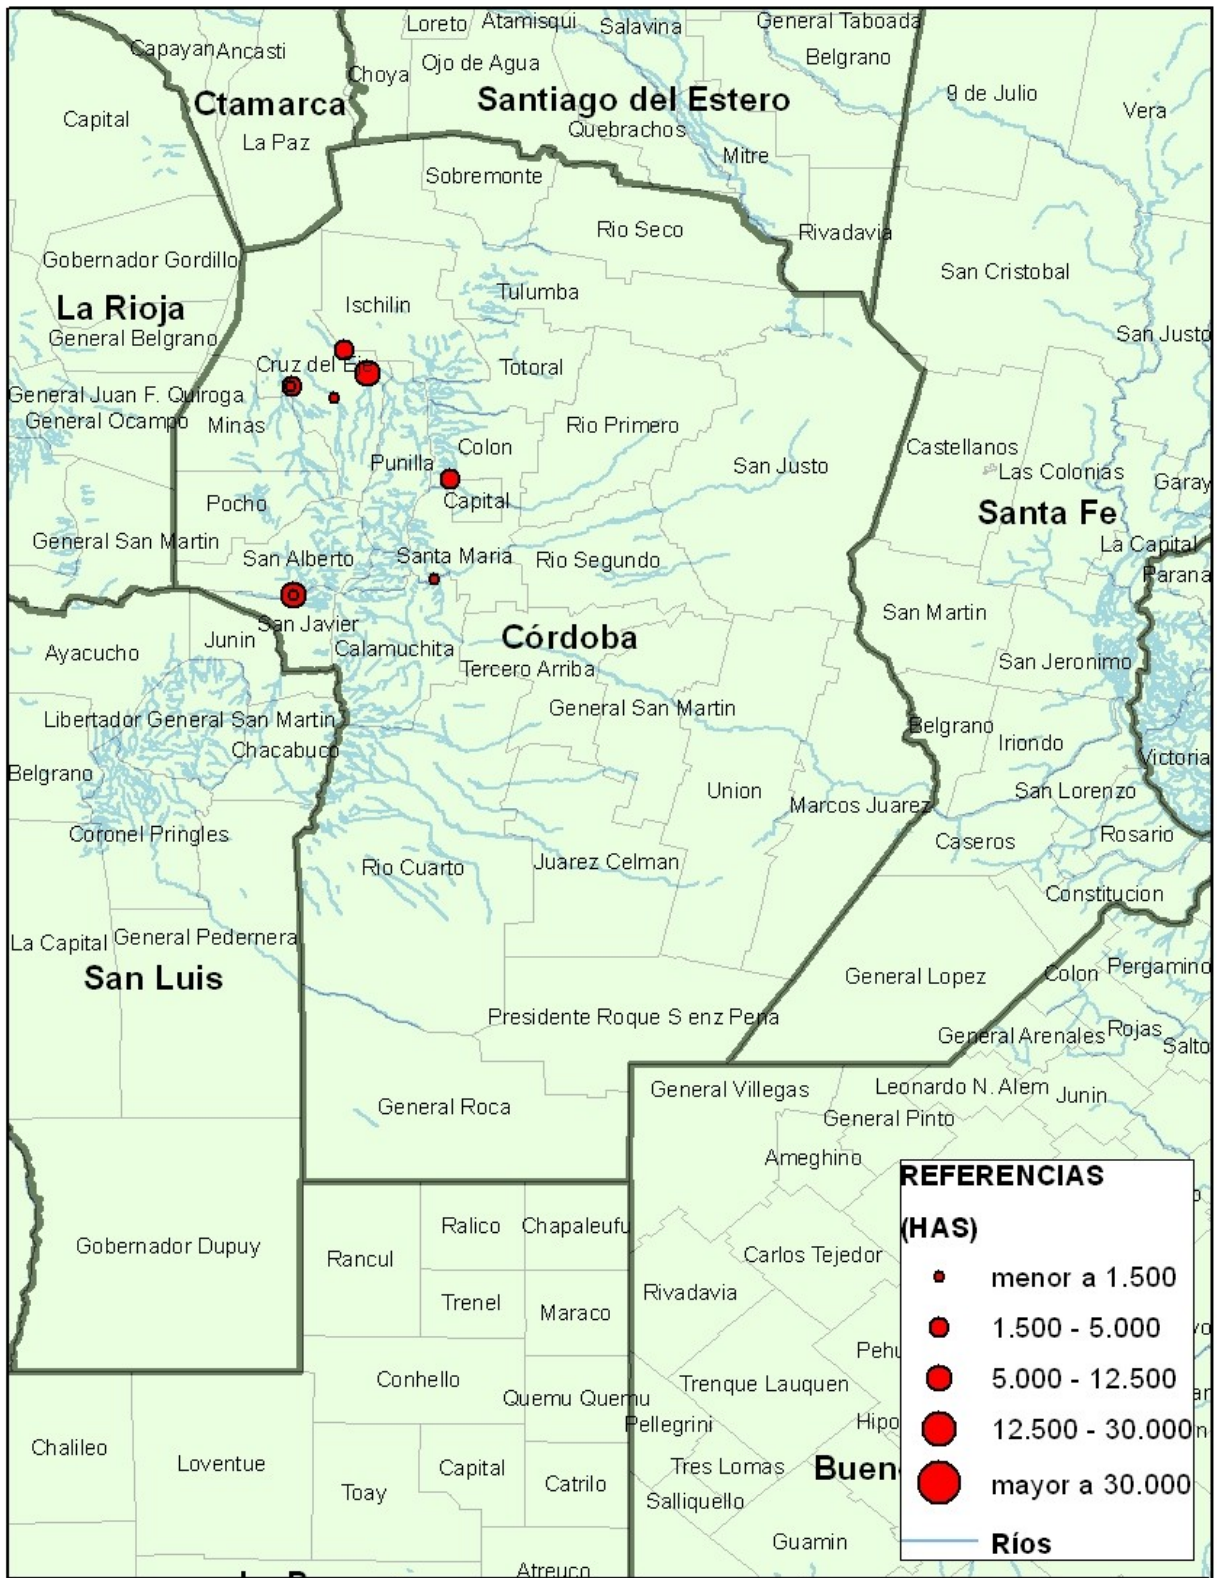 Loreto
Atamisqui
Salavina
General Taboada
Capayan
Ancasti
Choya
Ojo de Agua
Belgrano
Ctamarca
Santiago del Estero
9 de Julio
Vera
Capital
La Paz
Quebrachos
Mitre
Sobremonte
Rio Seco
Rivadavia
Gobernador Gordillo
San Cristobal
La Rioja
Ischilin
Tulumba
General Belgrano
San Justo
Cruz del Eje
Totoral
General Juan F. Quiroga
General Ocampo
Minas
Rio Primero
Colon
Castellanos
Punilla
San Justo
Las Colonias
Garay
Pocho
Capital
Santa Fe
General San Martin
La Capital
San Alberto
Santa Maria
Rio Segundo
Parana
San Martin
San Javier
Junin
Córdoba
Ayacucho
Calamuchita
Tercero Arriba
San Jeronimo
Libertador General San Martin
General San Martin
Chacabuco
Belgrano
Iriondo
Victoria
Belgrano
Union
Marcos Juarez
San Lorenzo
Coronel Pringles
Caseros
Rosario
Rio Cuarto
Juarez Celman
Constitucion
La Capital
General Pedernera
San Luis
General Lopez
Colon
Pergamino
Presidente Roque S enz Pena
General Arenales
Rojas
Salto
General Villegas
Leonardo N. Alem
Junin
General Roca
General Pinto
Ameghino
REFERENCIAS
(HAS)
menor a 1.500
1.500 - 5.000
5.000 - 12.500
12.500 - 30.000
mayor a 30.000
Ríos
Gobernador Dupuy
Rancul
Ralico
Chapaleufu
Carlos Tejedor
Trenel
Maraco
Rivadavia
Pehu
Conhello
Quemu Quemu
Trenque Lauquen
Pellegrini
Hipo
Chalileo
Loventue
Capital
Catrilo
Tres Lomas
Buen
Toay
Salliquello
Guamin
Atreuco